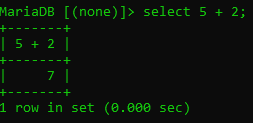 MariaDB [(none)]> select 5 + 2;
+-------+
| 5 + 2 |
+-------+
|     7 |
+-------+
1 row in set (0.000 sec)